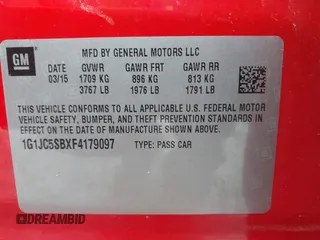 GM
MFD BY GENERAL MOTORS LLC
DATE GVWR GAWR FRT GAWR RR
03/15 1709 KG 896 KG 813 KG
3767 LB 1976 LB 1791 LB
THIS VEHICLE CONFORMS TO ALL APPLICABLE U.S. FEDERAL MOTOR
VEHICLE SAFETY, BUMPER, AND THEFT PREVENTION STANDARDS
IN EFFECT ON THE DATE OF MANUFACTURE SHOWN ABOVE.
1G1JC5SBXF4179097 TYPE: PASS CAR
DREAMBID